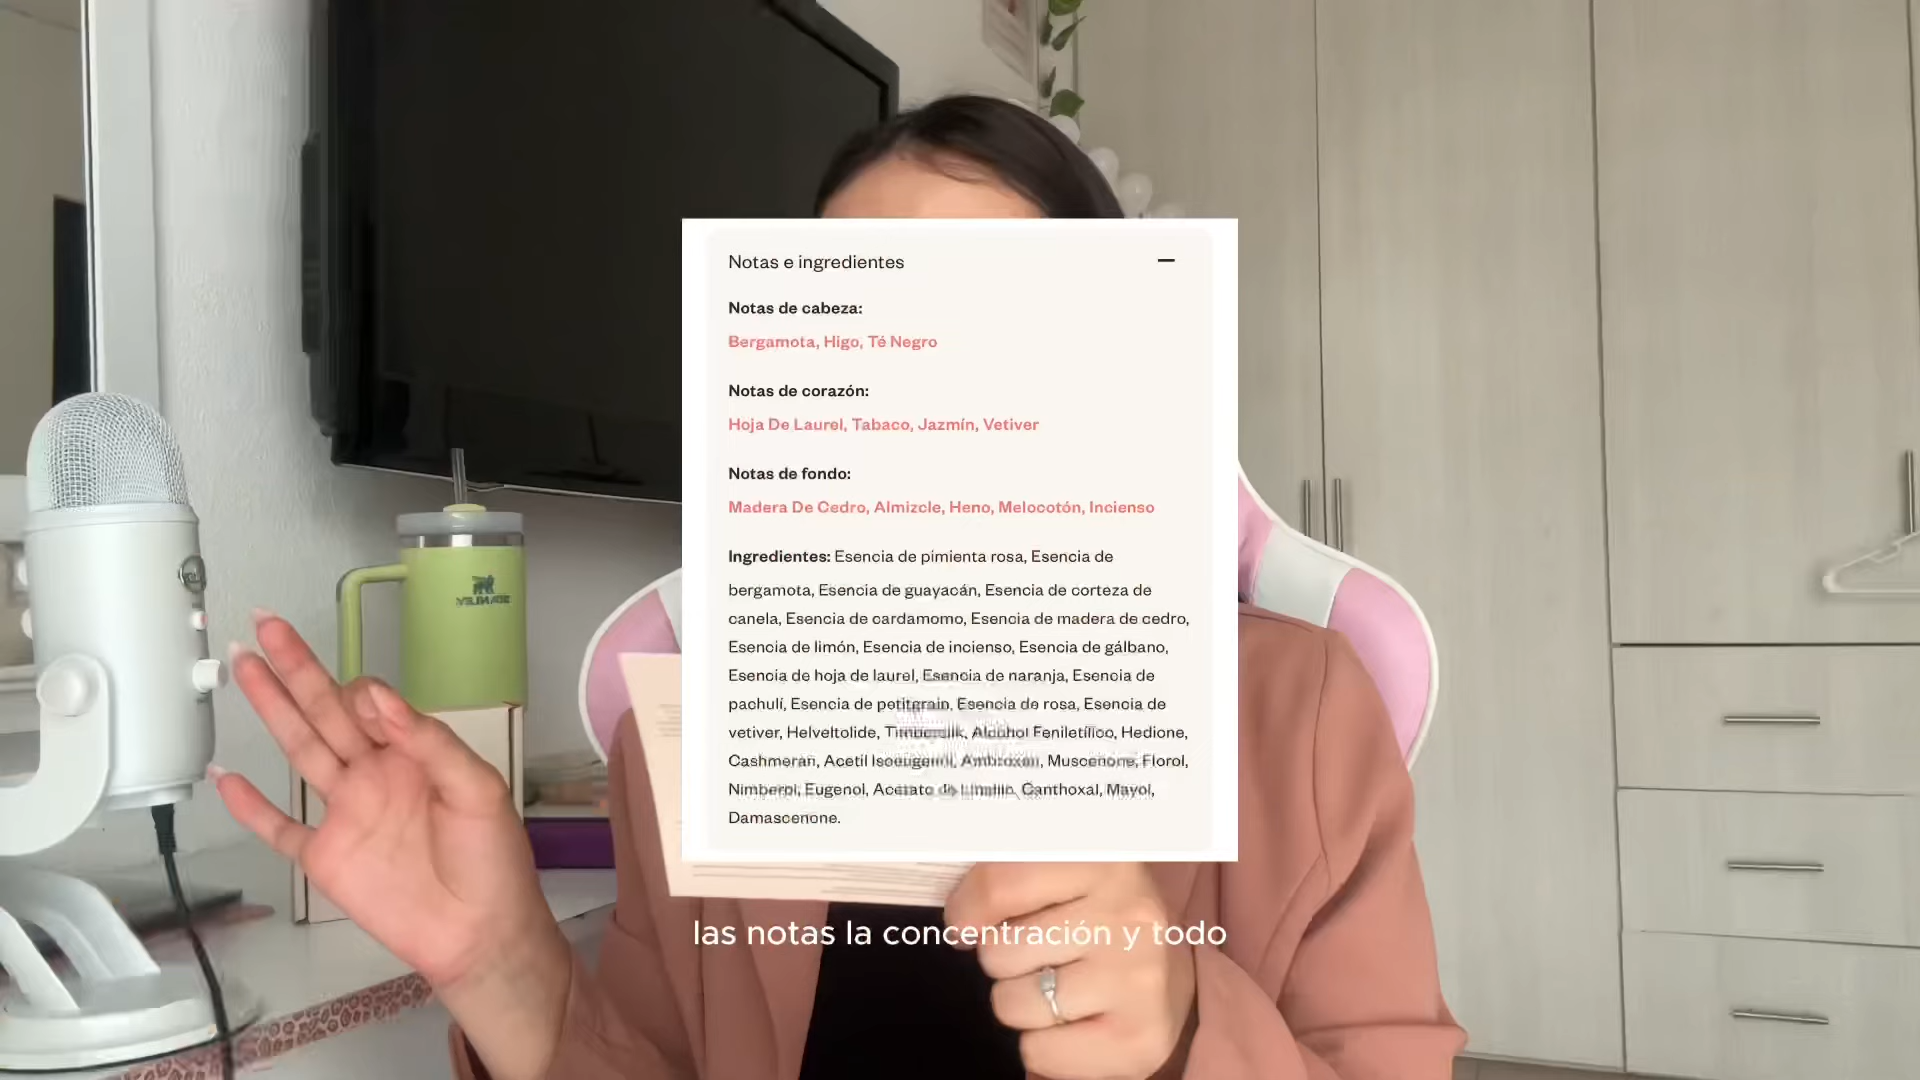 Notas e ingredientes
Notas de cabeza:
Bergamota, Higo, Té Negro
Notas de corazón:
Hoja De Laurel, Tabaco, Jazmín, Vetiver
Notas de fondo:
Madera De Cedro, Almizcle, Heno, Melocotón, Incienso
Ingredientes: Esencia de pimienta rosa, Esencia de
bergamota, Esencia de guayacán, Esencia de corteza de
canela, Esencia de cardamomo, Esencia de madera de cedro,
Esencia de limón, Esencia de incienso, Esencia de gálbano,
Esencia de hoja de laurel, Esencia de naranja, Esencia de
pachulí, Esencia de petitgrain, Esencia de rosa, Esencia de
vetiver, Helveltolide, Alcohol Feniletílico, Hedione,
Cashmeran, Acetil Isoeugenol, Ambroxan, Muscenone, Florol,
Nimberol, Eugenol, Acetato de Canthoxal, Mayol,
Damascenone.
las notas la concentración y todo